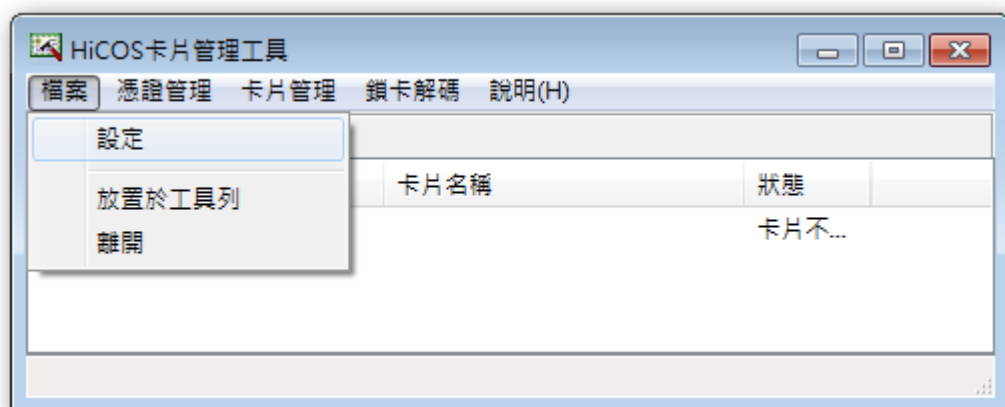 HiCOS卡片管理工具
檔案 憑證管理 卡片管理 鎖卡解碼 說明(H)
設定
卡片名稱 狀態
放置於工具列
卡片不...
離開